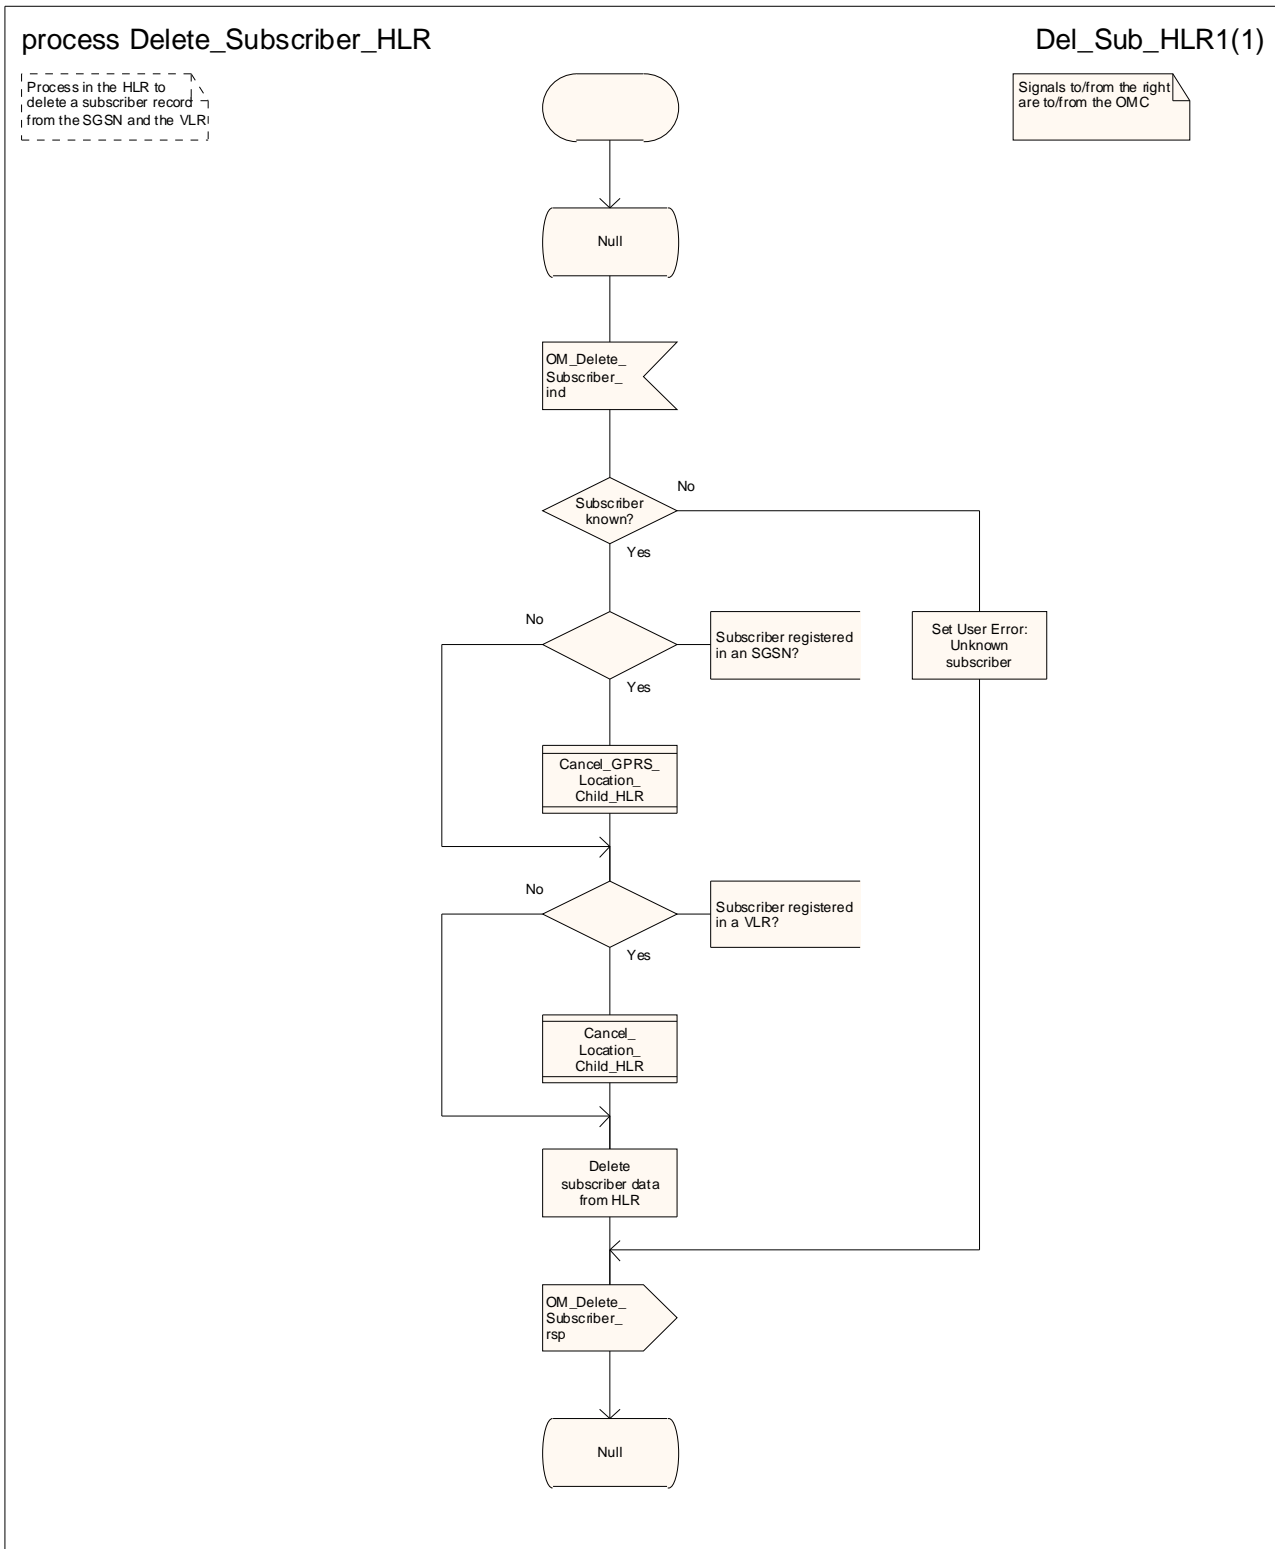 process Delete_Subscriber_HLR
Del_Sub_HLR1(1)
Process in the HLR to
delete a subscriber record
from the SGSN and the VLR
Signals to/from the right
are to/from the OMC
Null
OM_Delete_
Subscriber_
ind
Subscriber
known?
No
Yes
No
Subscriber registered
in an SGSN?
Set User Error:
Unknown
subscriber
Yes
Cancel_GPRS_
Location_
Child_HLR
No
Subscriber registered
in a VLR?
Yes
Cancel_
Location_
Child_HLR
Delete
subscriber data
from HLR
OM_Delete_
Subscriber_
rsp
Null